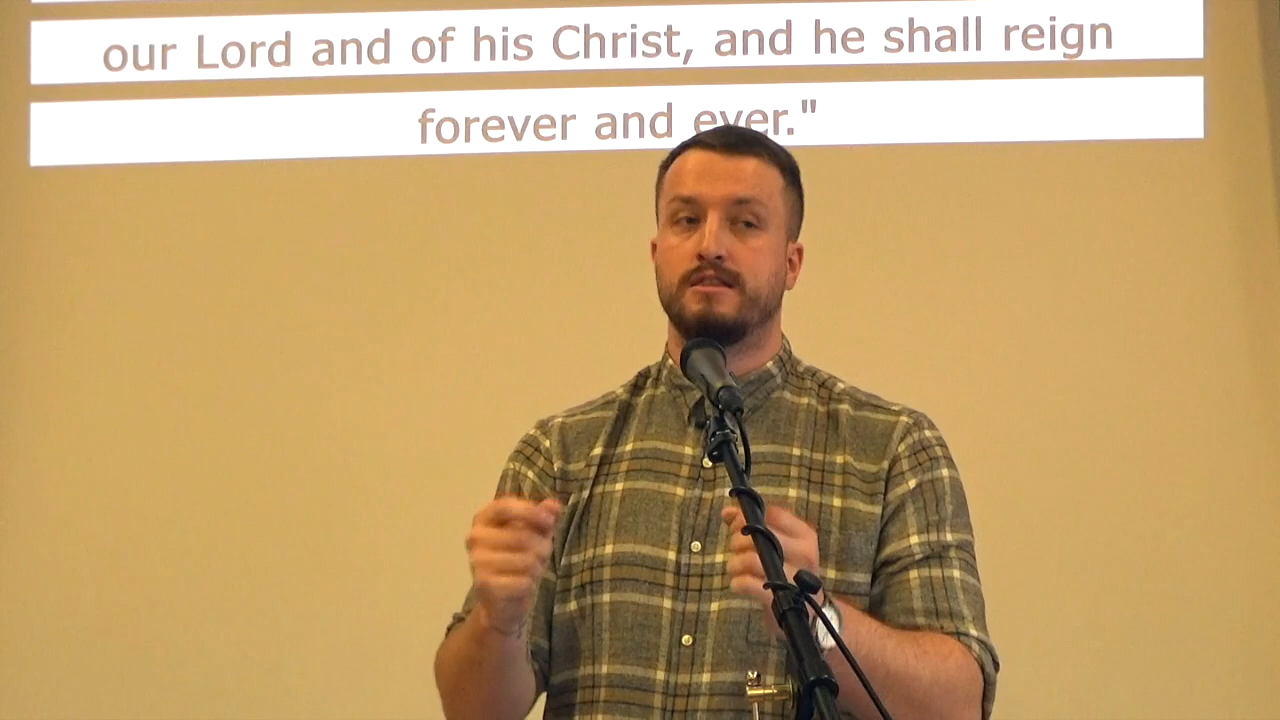 our Lord and of his Christ, and he shall reign
forever and ever."